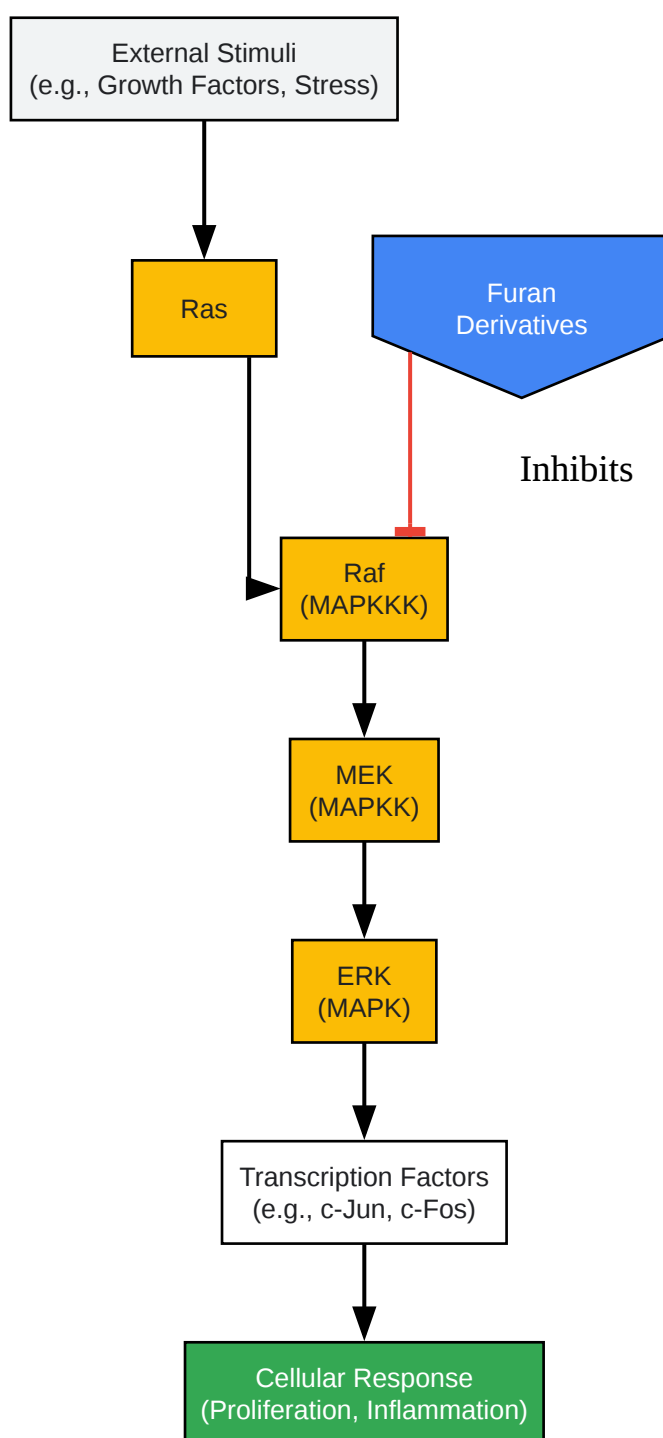 External Stimuli
(e.g., Growth Factors, Stress)
Ras
Furan
Derivatives
Inhibits
Raf
(MAPKKK)
MEK
(MAPKK)
ERK
(MAPK)
Transcription Factors
(e.g., c-Jun, c-Fos)
Cellular Response
(Proliferation, Inflammation)